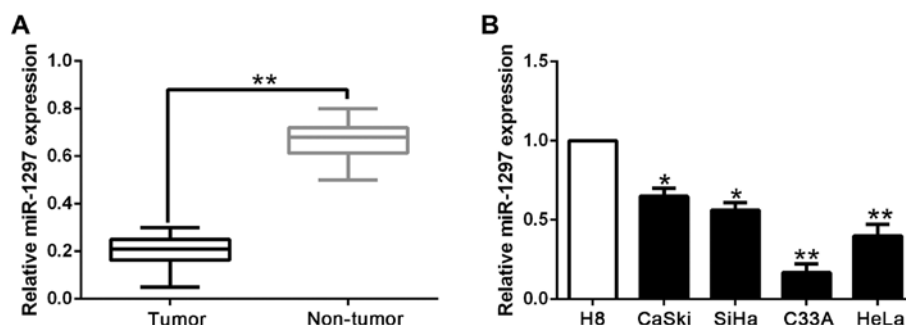 A
Relative miR-1297 expression
1.0
0.8
0.6
0.4
0.2
0.0
**
Tumor
Non-tumor
B
Relative miR-1297 expression
1.5
1.0
0.5
0.0
*
*
**
**
H8
CaSki
SiHa
C33A
HeLa